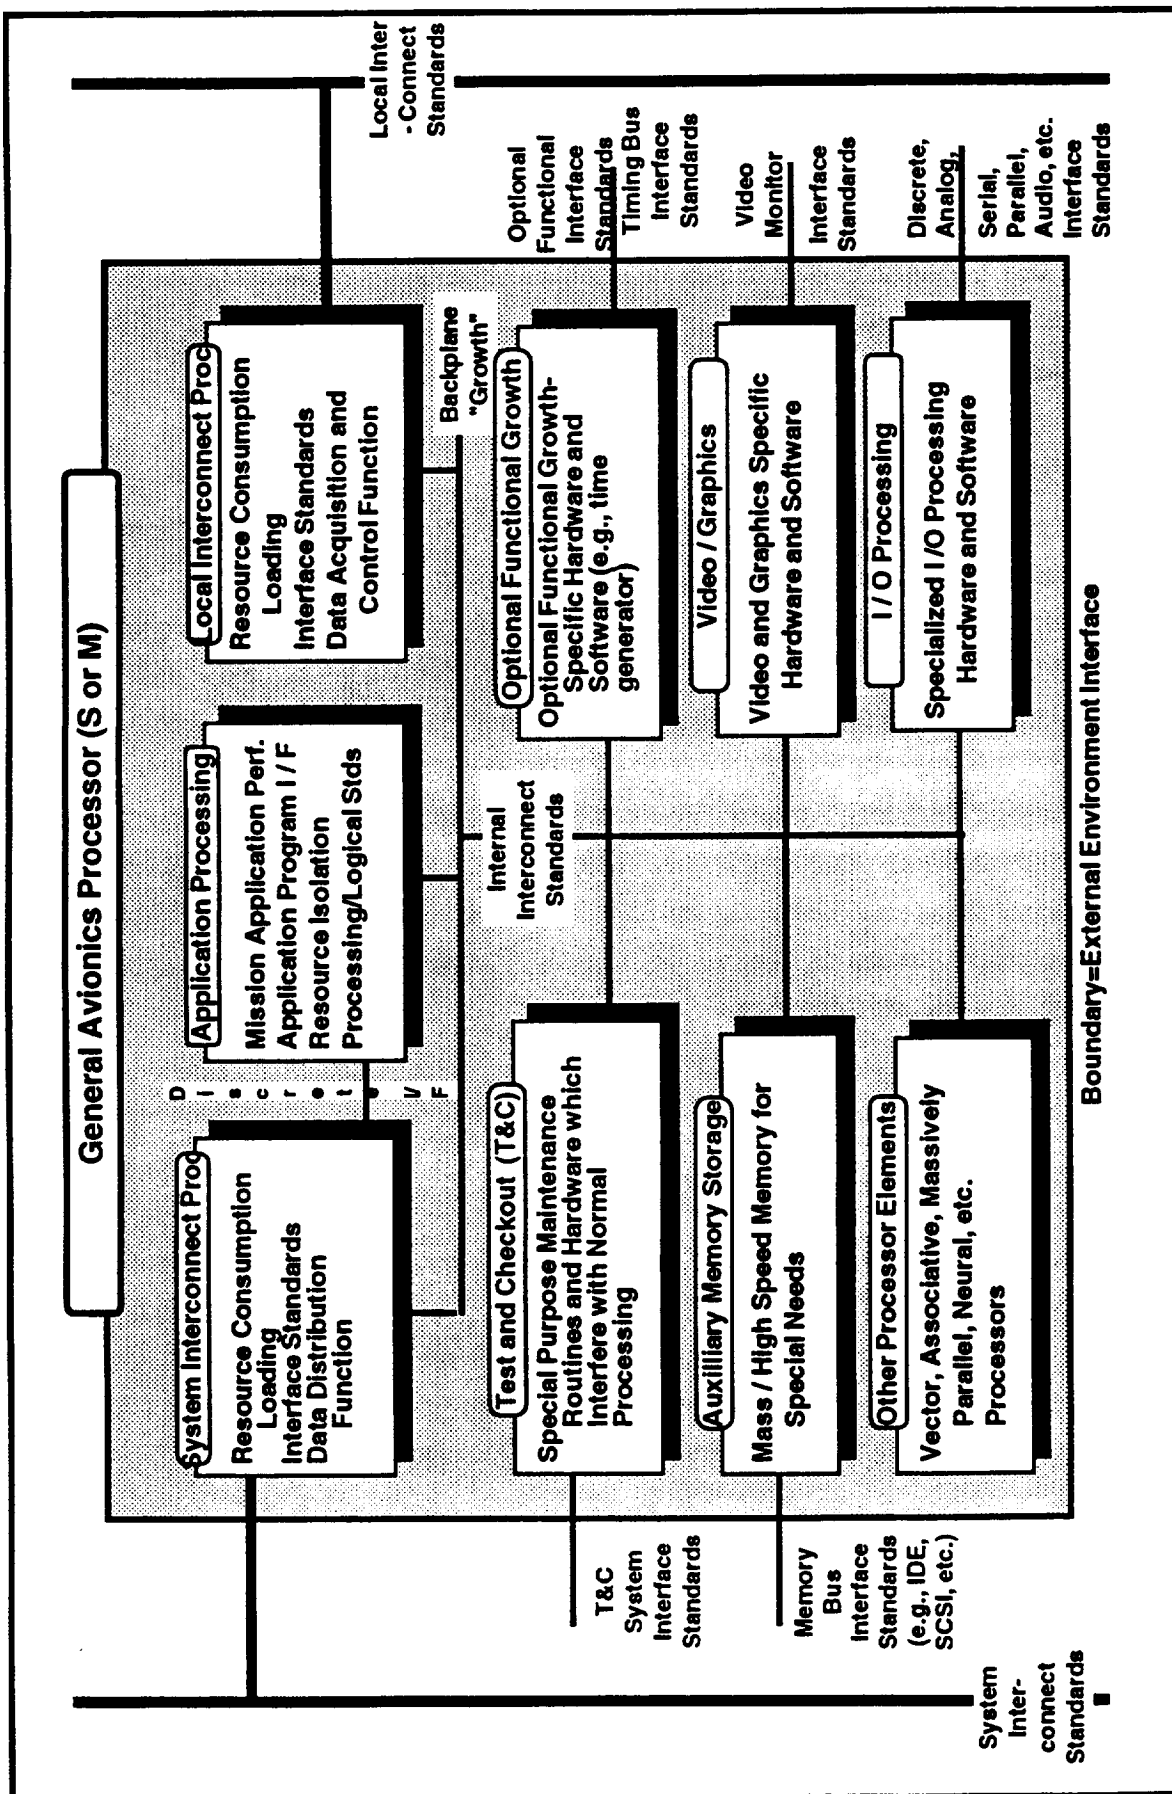 General Avionics Processor (S or M)
System Interconnect Proc
Resource Consumption
Loading
Interface Standards
Data Distribution
Function
Discrete I/F
Application Processing
Mission Application Perf.
Application Program I / F
Resource Isolation
Processing/Logical Stds
Local Interconnect Proc
Resource Consumption
Loading
Interface Standards
Data Acquisition and
Control Function
Local Inter
- Connect
Standards
Backplane
"Growth"
Internal
Interconnect
Standards
Test and Checkout (T&C)
Special Purpose Maintenance
Routines and Hardware which
Interfere with Normal
Processing
T&C
System
Interface
Standards
Optional Functional Growth
Optional Functional Growth-
Specific Hardware and
Software (e.g., time
generator)
Optional
Functional
Interface
Standards
Timing Bus
Interface
Standards
Auxilliary Memory Storage
Mass / High Speed Memory for
Special Needs
Memory
Bus
Interface
Standards
(e.g., IDE,
SCSI, etc.)
Video / Graphics
Video and Graphics Specific
Hardware and Software
Video
Monitor
Interface
Standards
Other Processor Elements
Vector, Associative, Massively
Parallel, Neural, etc.
Processors
I / O Processing
Specialized I/O Processing
Hardware and Software
Discrete,
Analog,
Serial,
Parallel,
Audio, etc.
Interface
Standards
System
Inter-
connect
Standards
Boundary=External Environment Interface